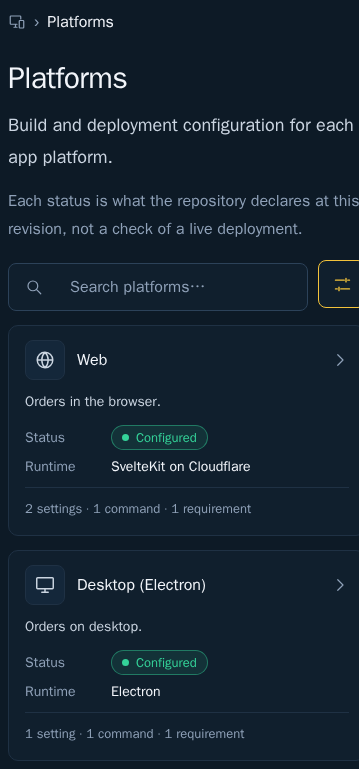 Platforms
Platforms
Build and deployment configuration for each
app platform.
Each status is what the repository declares at this
revision, not a check of a live deployment.
Search platforms···
Web
Orders in the browser.
Status Configured
Runtime SvelteKit on Cloudflare
2 settings · 1 command · 1 requirement
Desktop (Electron)
Orders on desktop.
Status Configured
Runtime Electron
1 setting · 1 command · 1 requirement